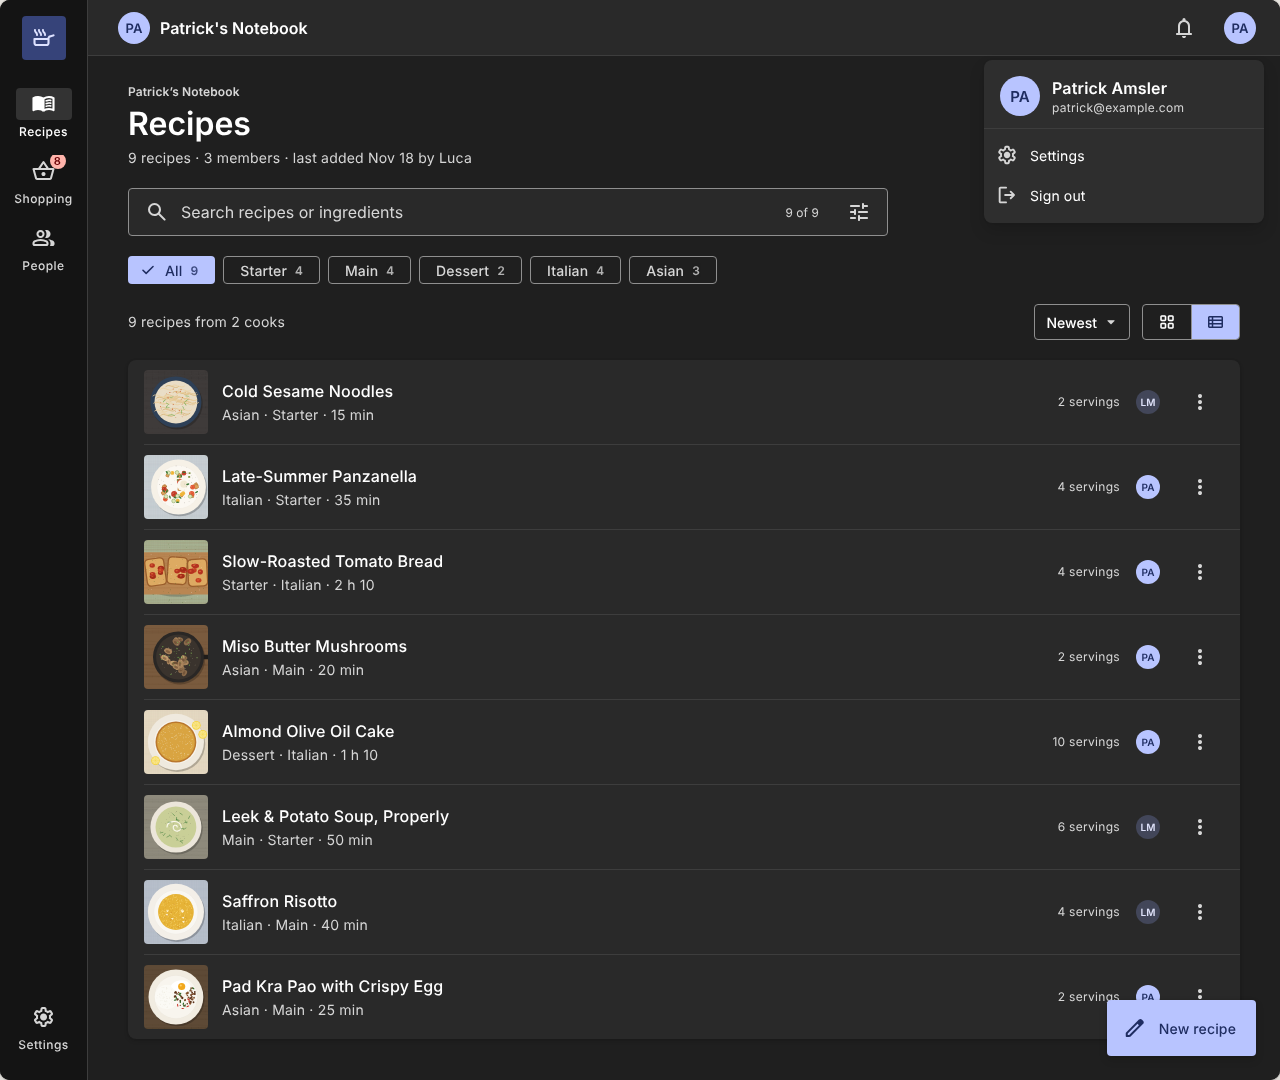 PA Patrick's Notebook
PA
Recipes
8
Shopping
People
Settings
PA
Patrick Amsler
patrick@example.com
Settings
Sign out
Patrick’s Notebook
Recipes
9 recipes · 3 members · last added Nov 18 by Luca
Search recipes or ingredients 9 of 9
All 9 Starter 4 Main 4 Dessert 2 Italian 4 Asian 3
9 recipes from 2 cooks Newest
Cold Sesame Noodles
Asian · Starter · 15 min
2 servings LM
Late-Summer Panzanella
Italian · Starter · 35 min
4 servings PA
Slow-Roasted Tomato Bread
Starter · Italian · 2 h 10
4 servings PA
Miso Butter Mushrooms
Asian · Main · 20 min
2 servings PA
Almond Olive Oil Cake
Dessert · Italian · 1 h 10
10 servings PA
Leek & Potato Soup, Properly
Main · Starter · 50 min
6 servings LM
Saffron Risotto
Italian · Main · 40 min
4 servings LM
Pad Kra Pao with Crispy Egg
Asian · Main · 25 min
2 servings PA
New recipe